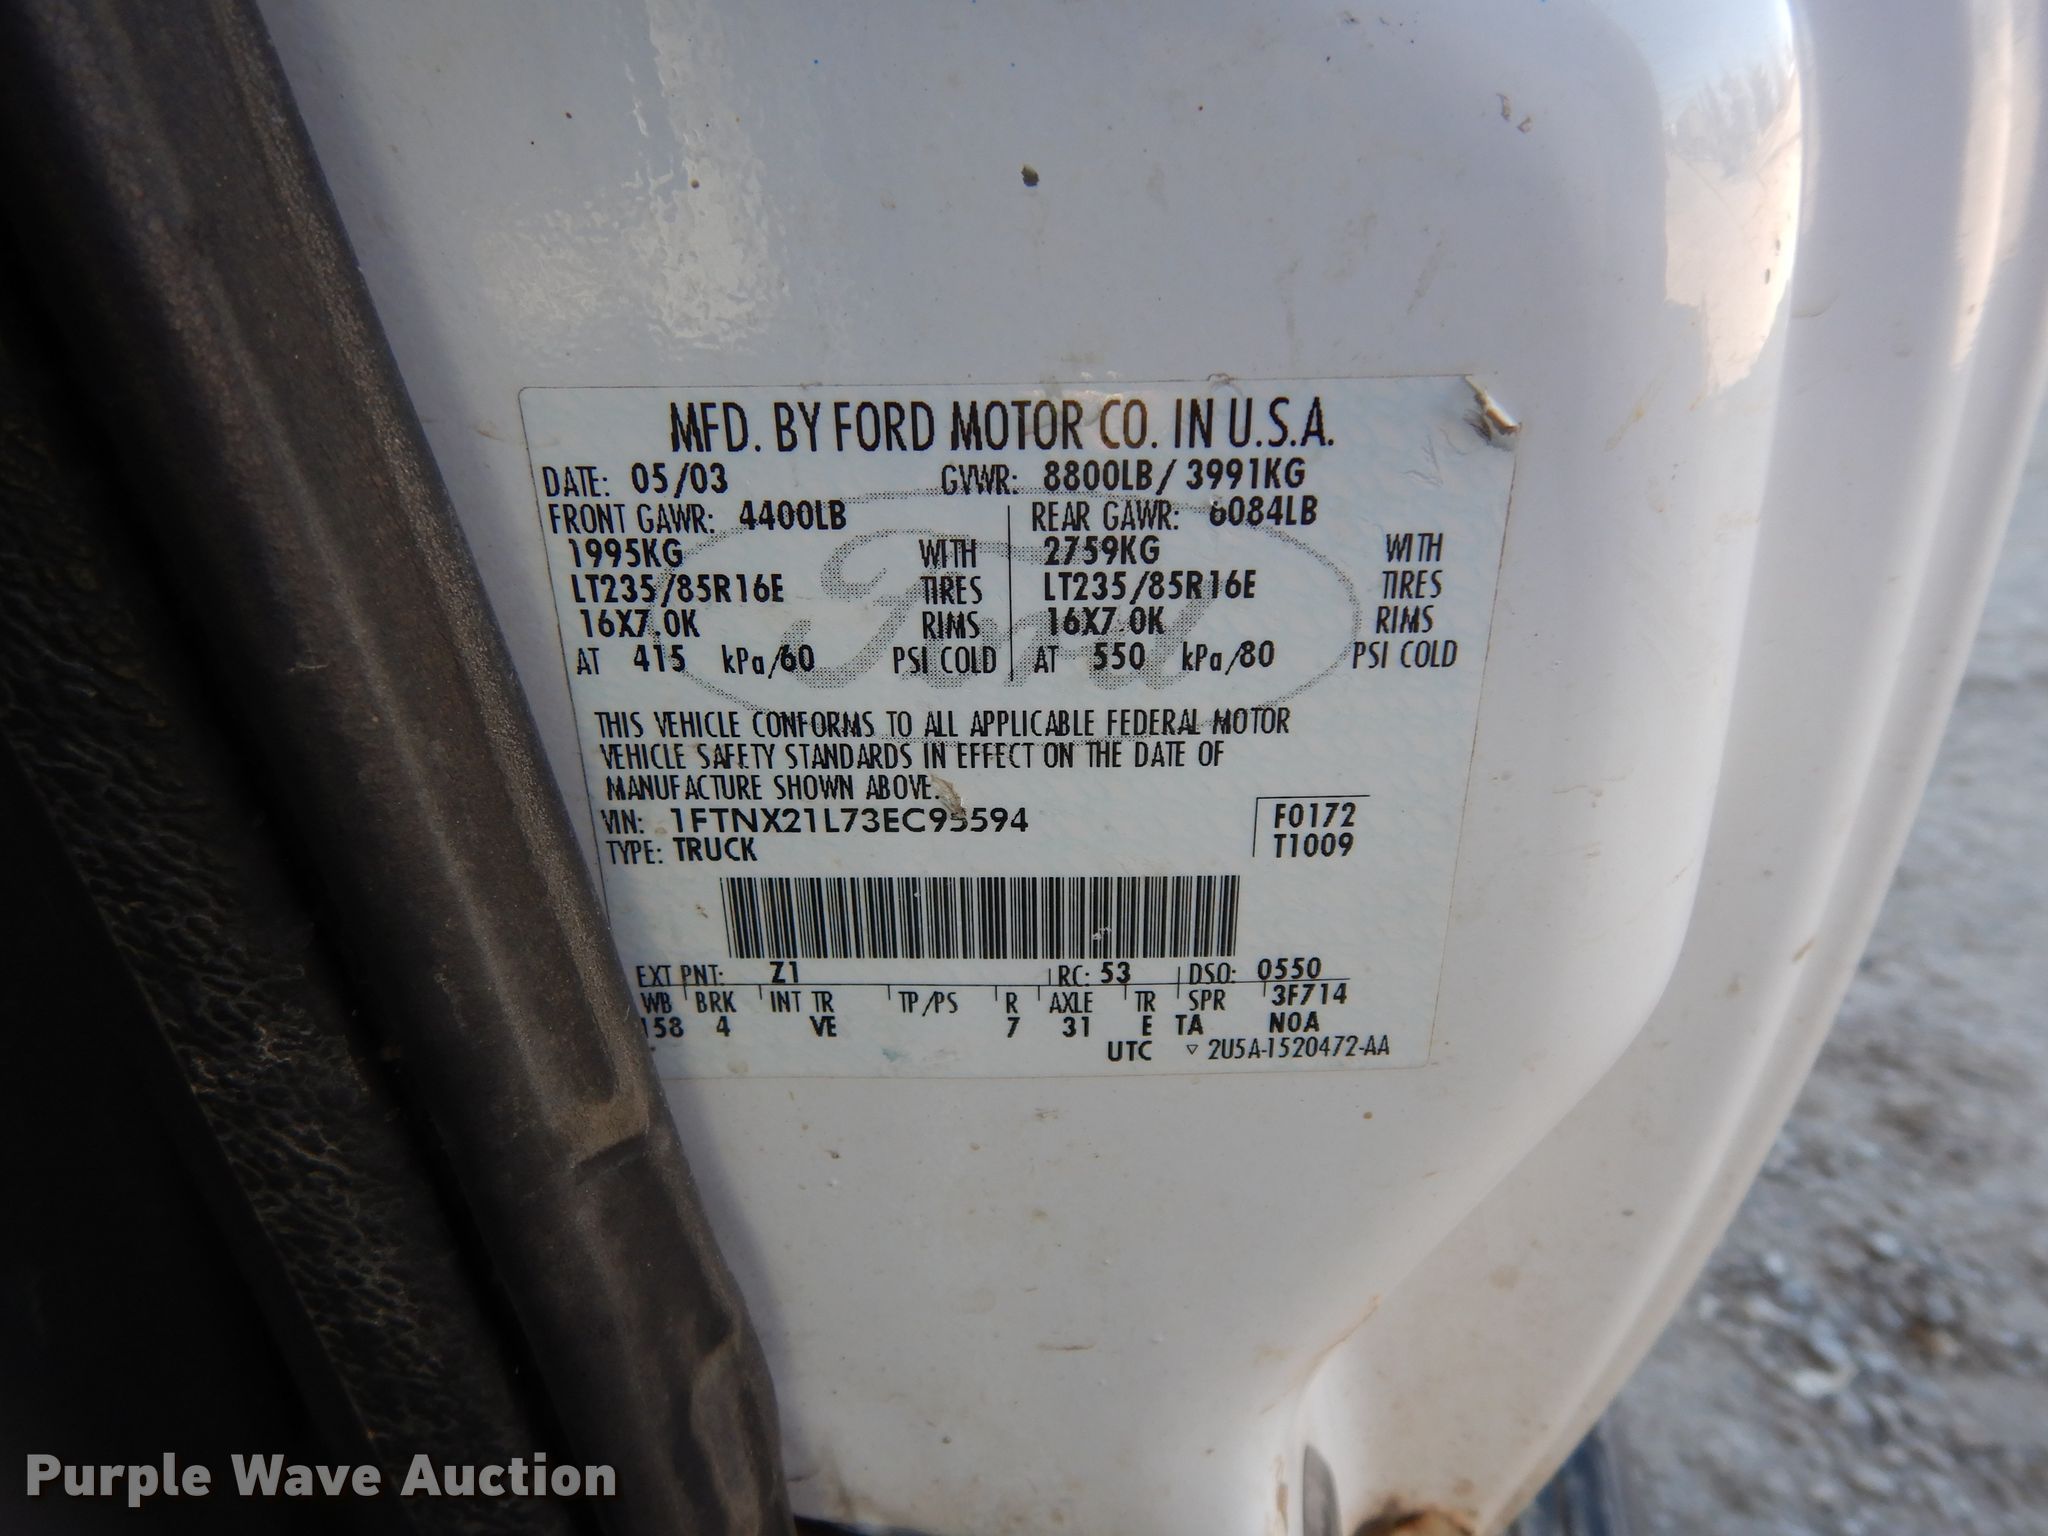 MFD. BY FORD MOTOR CO. IN U.S.A.
DATE: 05/03 GVWR: 8800LB/ 3991KG
FRONT GAWR: 4400LB REAR GAWR: 6084LB
1995KG WITH 2759KG WITH
LT235/85R16E TIRES LT235/85R16E TIRES
16X7.0K RIMS 16X7.0K RIMS
AT 415 kPa/60 PSI COLD AT 550 kPa/80 PSI COLD
Ford
THIS VEHICLE CONFORMS TO ALL APPLICABLE FEDERAL MOTOR
VEHICLE SAFETY STANDARDS IN EFFECT ON THE DATE OF
MANUFACTURE SHOWN ABOVE.
VIN: 1FTNX21L73EC95594 F0172
TYPE: TRUCK T1009
EXT PNT: Z1 RC: 53 DSO: 0550
WB BRK INT TR TP/PS R AXLE TR SPR 3F714
158 4 VE 7 31 E TA NOA
UTC ▽ 2U5A-1520472-AA
Purple Wave Auction